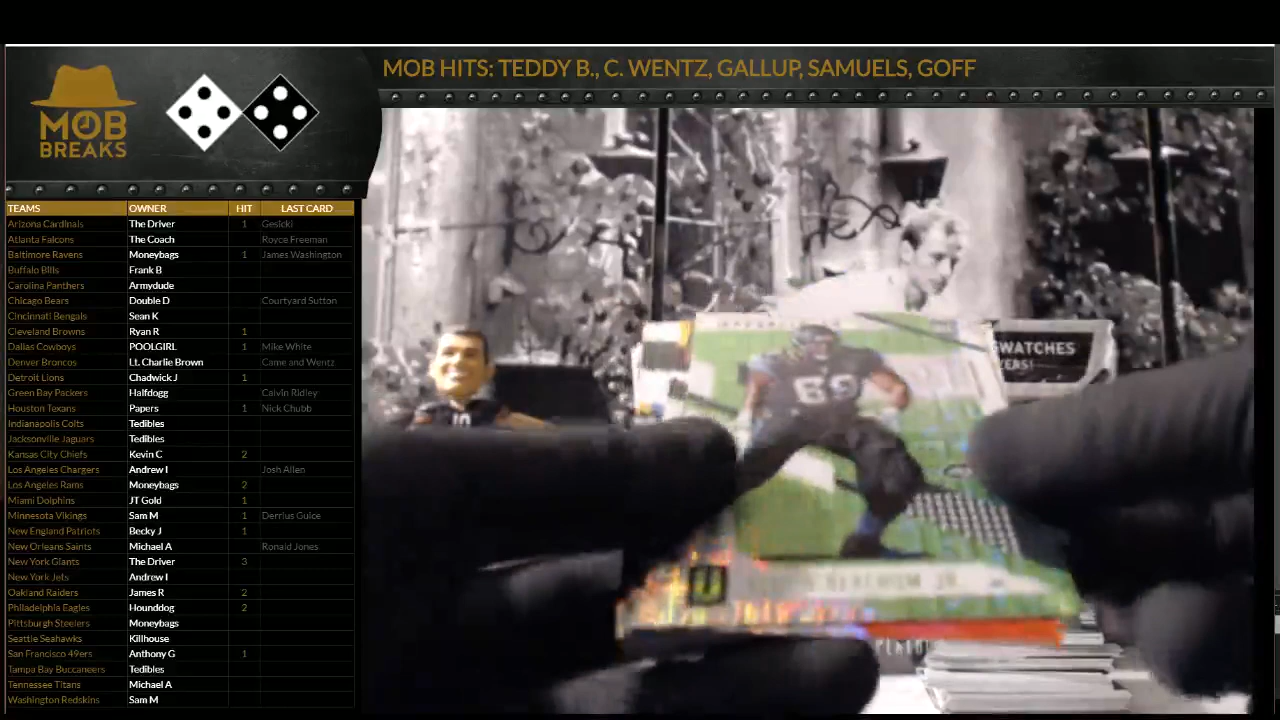 MOB HITS: TEDDY B., C. WENTZ, GALLUP, SAMUELS, GOFF
MOB
BREAKS
TEAMS OWNER HIT LAST CARD
Arizona Cardinals The Driver 1 Gesicki
Atlanta Falcons The Coach Royce Freeman
Baltimore Ravens Moneybags 1 James Washington
Buffalo Bills Frank B
Carolina Panthers Armydude
Chicago Bears Double D Courtyard Sutton
Cincinnati Bengals Sean K
Cleveland Browns Ryan R 1
Dallas Cowboys POOLGIRL 1 Mike White
Denver Broncos Lt. Charlie Brown Came and Wentz
Detroit Lions Chadwick J 1
Green Bay Packers Halfdogg Calvin Ridley
Houston Texans Papers 1 Nick Chubb
Indianapolis Colts Tedibles
Jacksonville Jaguars Tedibles
Kansas City Chiefs Kevin C 2
Los Angeles Chargers Andrew I Josh Allen
Los Angeles Rams Moneybags 2
Miami Dolphins JT Gold 1
Minnesota Vikings Sam M 1 Derrius Guice
New England Patriots Becky J 1
New Orleans Saints Michael A Ronald Jones
New York Giants The Driver 3
New York Jets Andrew I
Oakland Raiders James R 2
Philadelphia Eagles Hounddog 2
Pittsburgh Steelers Moneybags
Seattle Seahawks Killhouse
San Francisco 49ers Anthony G 1
Tampa Bay Buccaneers Tedibles
Tennessee Titans Michael A
Washington Redskins Sam M
SWATCHES
69
JR.